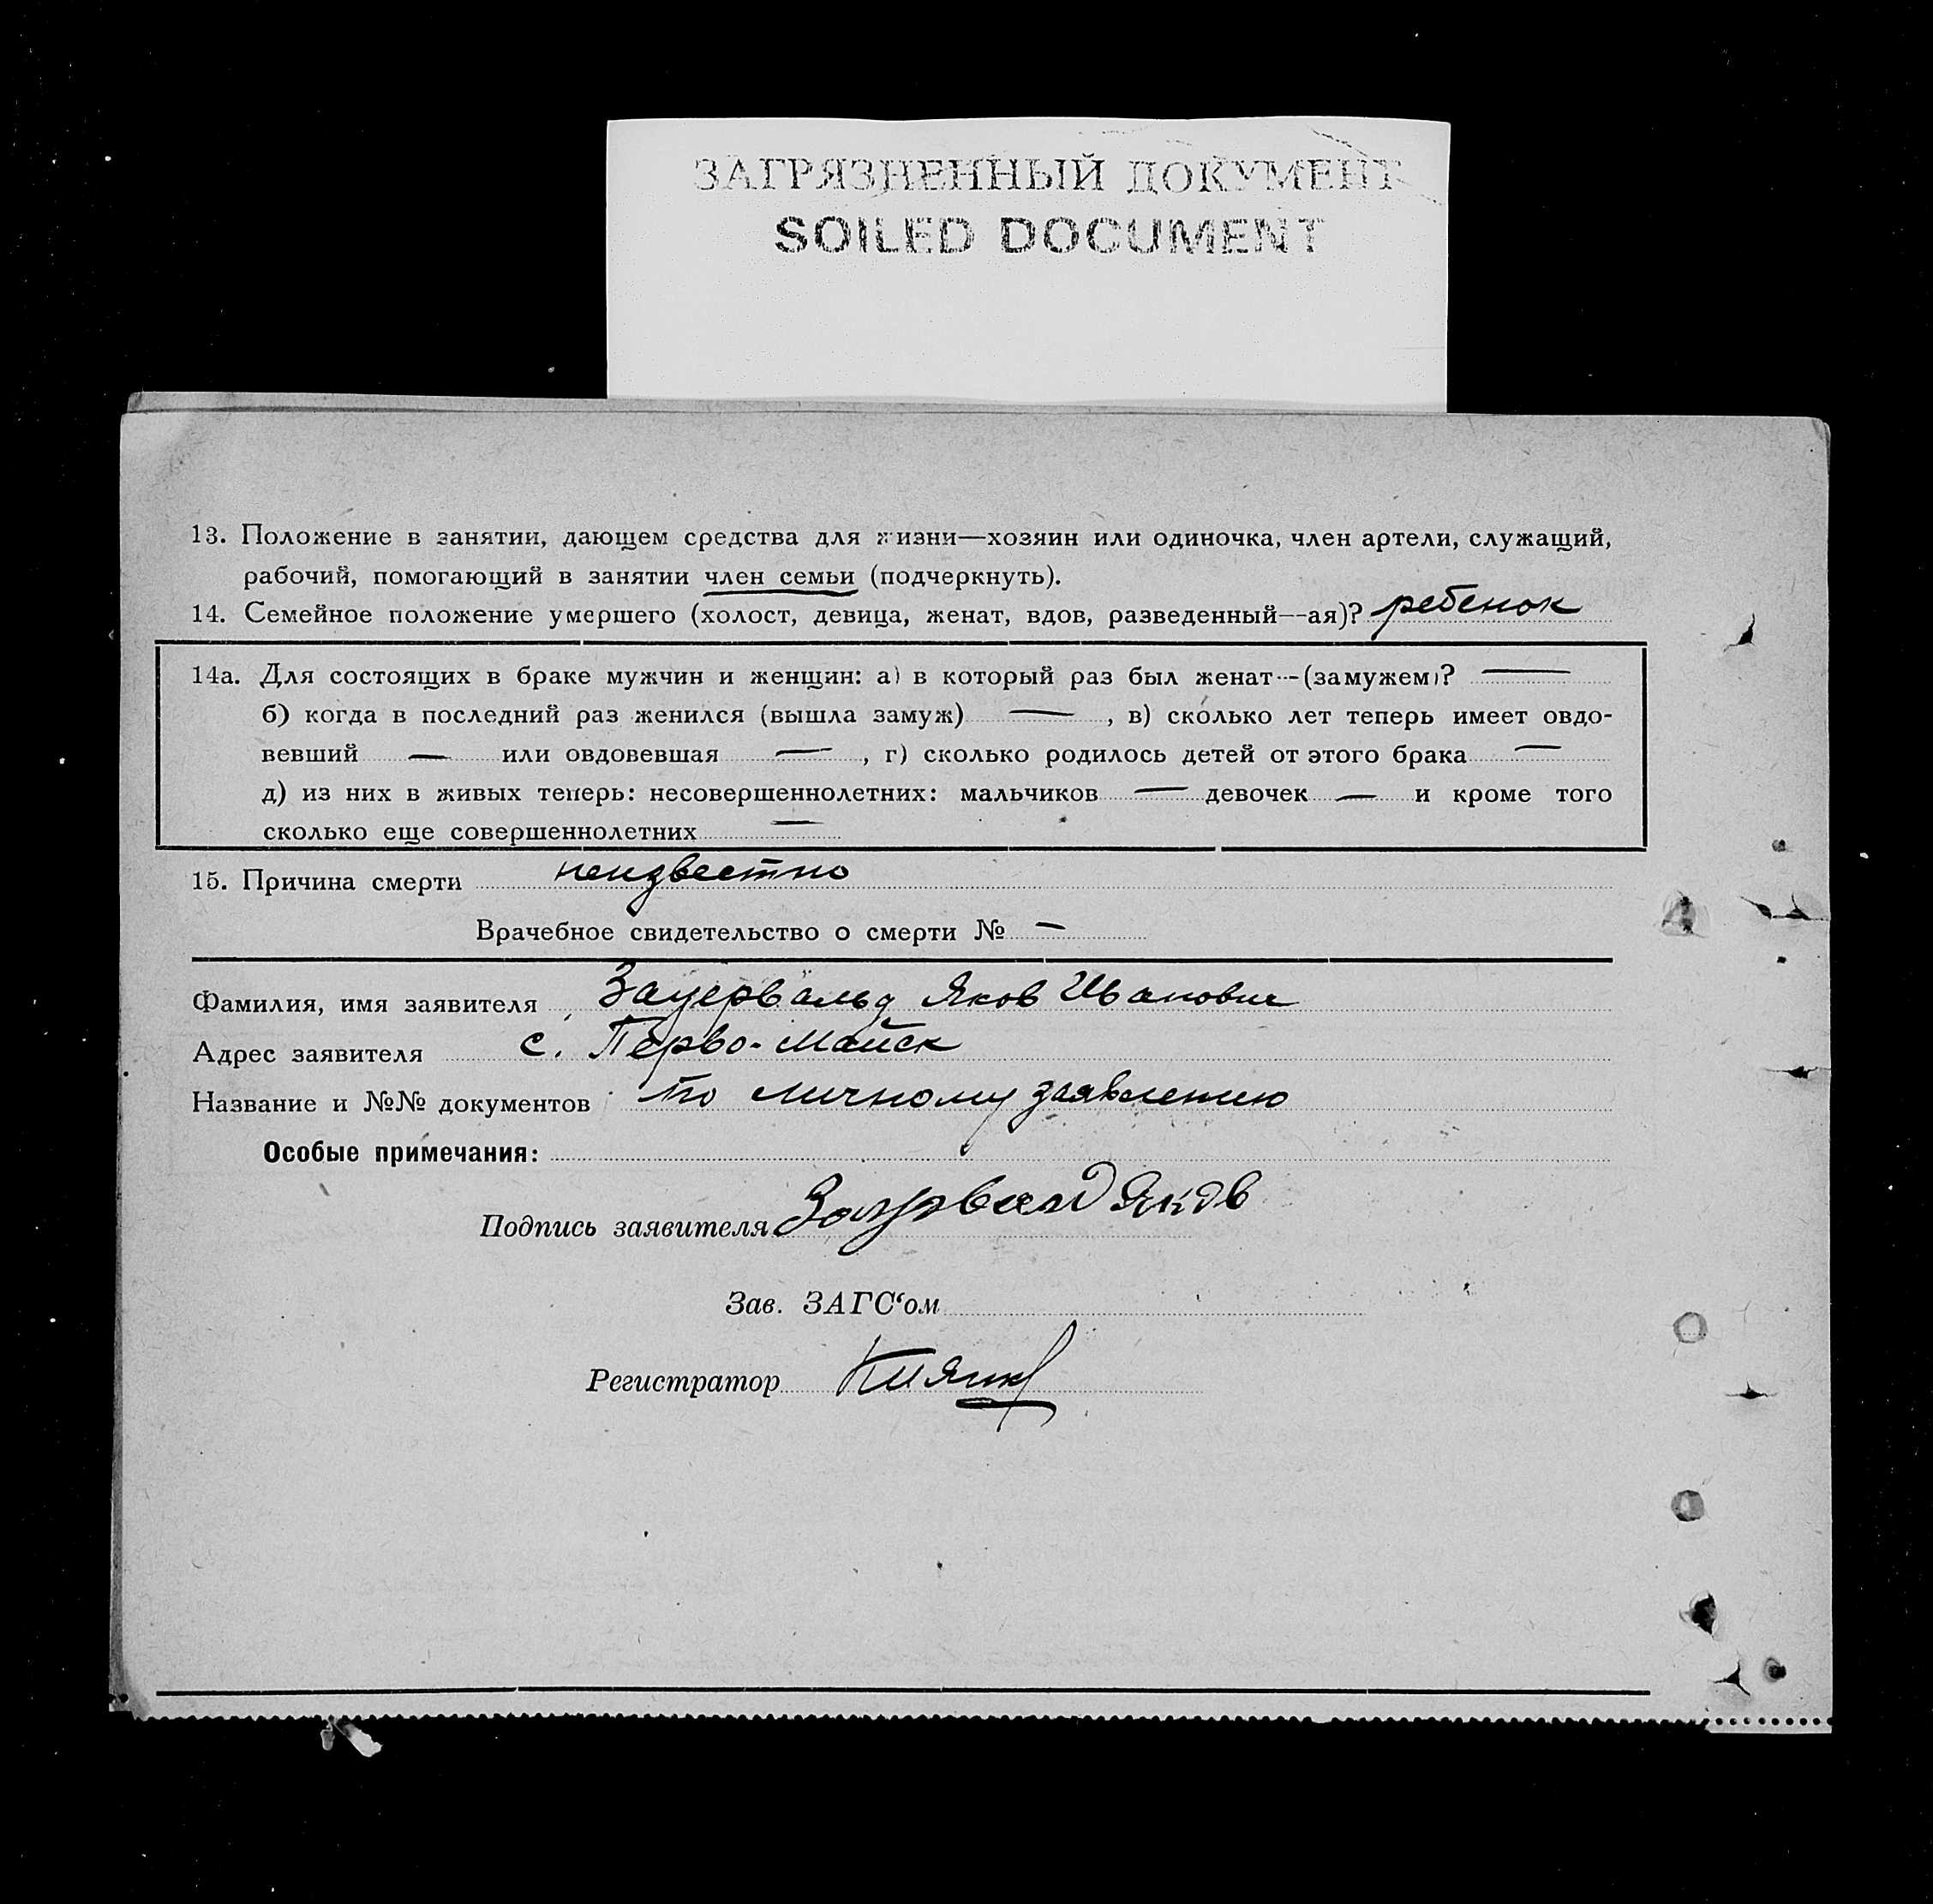 ЗАГРЯЗНЕННЫЙ ДОКУМЕНТ
SOILED DOCUMENT
13. Положение в занятии, дающем средства для жизни—хозяин или одиночка, член артели, служащий,
рабочий, помогающий в занятии член семьи (подчеркнуть).
14. Семейное положение умершего (холост, девица, женат, вдов, разведенный—ая)? ребенок
14а. Для состоящих в браке мужчин и женщин: а) в который раз был женат—(замужем)? —
б) когда в последний раз женился (вышла замуж) — , в) сколько лет теперь имеет овдо-
вевший — или овдовевшая — , г) сколько родилось детей от этого брака —
д) из них в живых теперь: несовершеннолетних: мальчиков — девочек — и кроме того
сколько еще совершеннолетних —
15. Причина смерти неизвестно
Врачебное свидетельство о смерти № —
Фамилия, имя заявителя Зауервальд Яков Иванович
Адрес заявителя с. Перво-Майск
Название и №№ документов по личному заявлению
Особые примечания:
Подпись заявителя Заурвалд Яков
Зав. ЗАГС‘ом
Регистратор